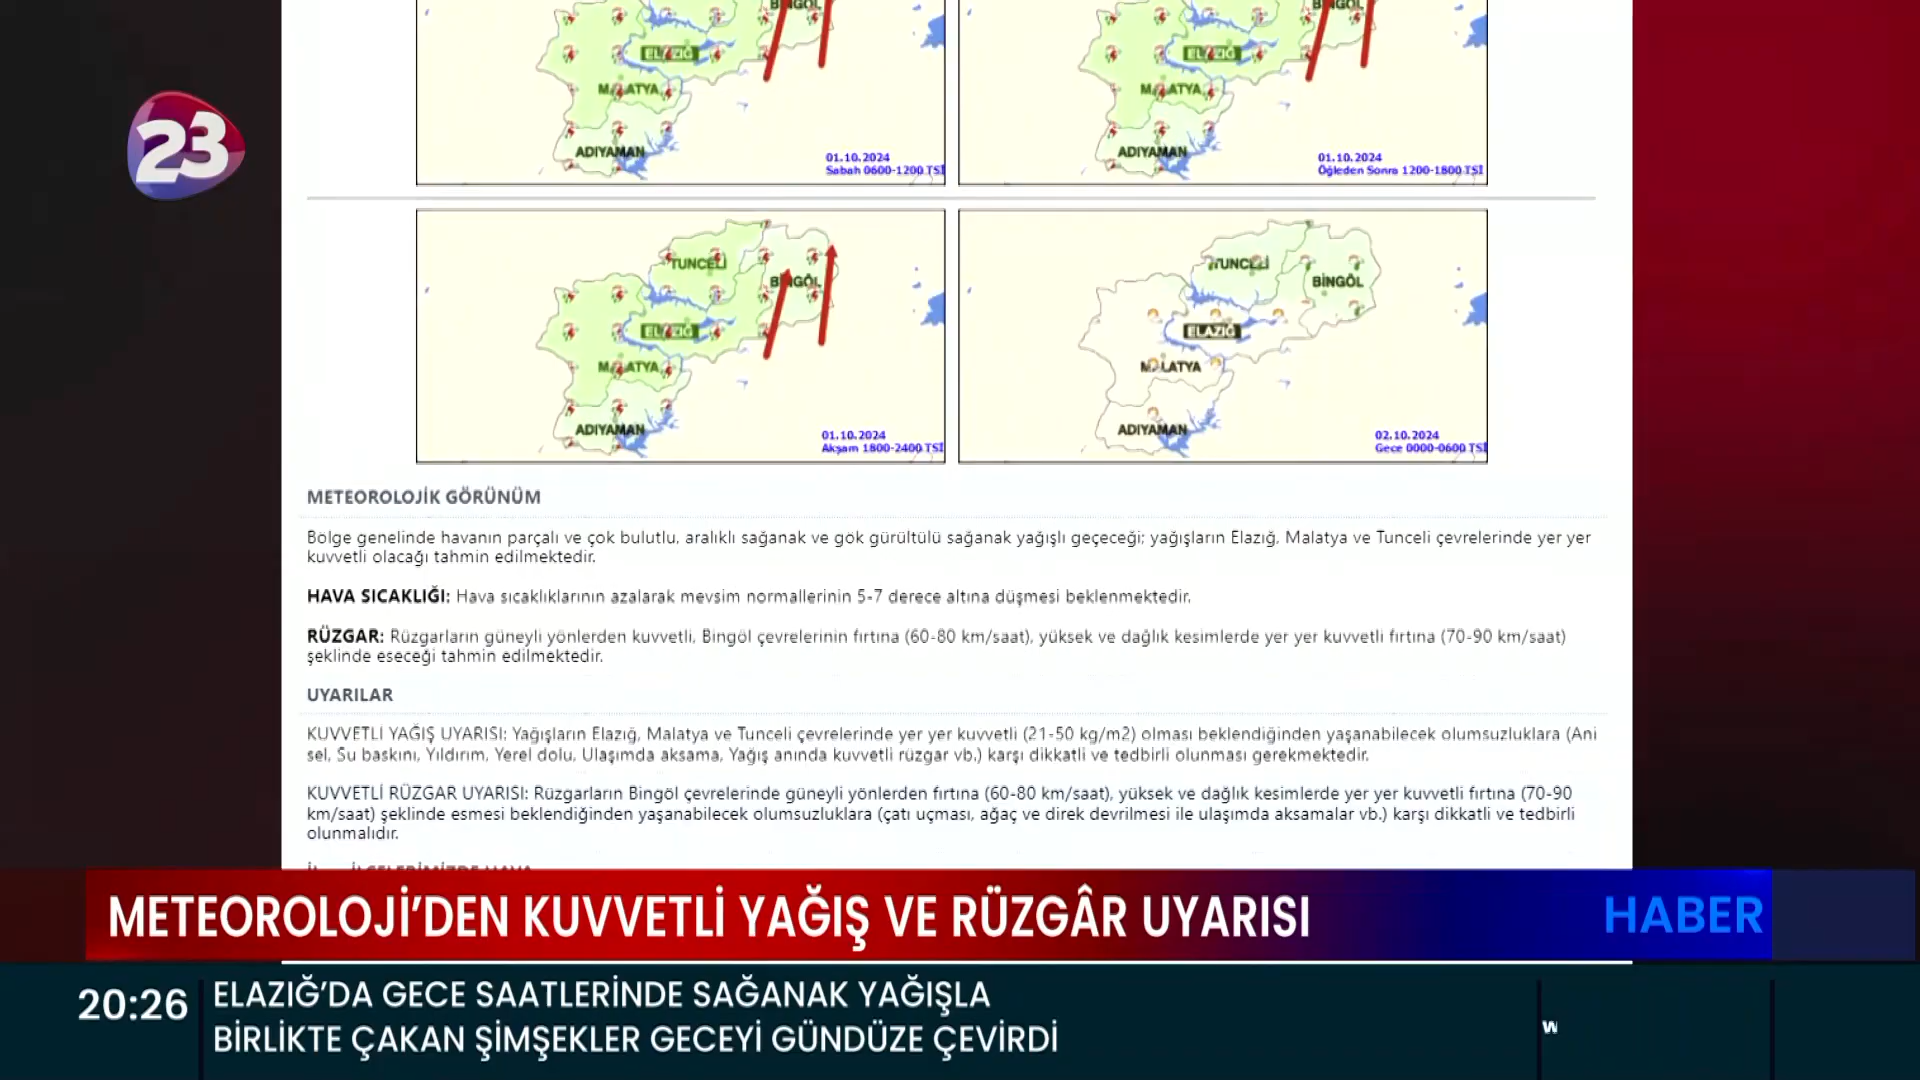 BİNGÖL
ELAZIĞ
MALATYA
ADIYAMAN
01.10.2024
Sabah 0600-1200 TSİ
BİNGÖL
ELAZIĞ
MALATYA
ADIYAMAN
01.10.2024
Öğleden Sonra 1200-1800 TSİ
23
TUNCELİ
BİNGÖL
ELAZIĞ
MALATYA
ADIYAMAN
01.10.2024
Akşam 1800-2400 TSİ
TUNCELİ
BİNGÖL
ELAZIĞ
MALATYA
ADIYAMAN
02.10.2024
Gece 0000-0600 TSİ
METEOROLOJİK GÖRÜNÜM
Bölge genelinde havanın parçalı ve çok bulutlu, aralıklı sağanak ve gök gürültülü sağanak yağışlı geçeceği; yağışların Elazığ, Malatya ve Tunceli çevrelerinde yer yer
kuvvetli olacağı tahmin edilmektedir.
HAVA SICAKLIĞI: Hava sıcaklıklarının azalarak mevsim normallerinin 5-7 derece altına düşmesi beklenmektedir.
RÜZGAR: Rüzgarların güneyli yönlerden kuvvetli, Bingöl çevrelerinin fırtına (60-80 km/saat), yüksek ve dağlık kesimlerde yer yer kuvvetli fırtına (70-90 km/saat)
şeklinde eseceği tahmin edilmektedir.
UYARILAR
KUVVETLİ YAĞIŞ UYARISI: Yağışların Elazığ, Malatya ve Tunceli çevrelerinde yer yer kuvvetli (21-50 kg/m2) olması beklendiğinden yaşanabilecek olumsuzluklara (Ani
sel, Su baskını, Yıldırım, Yerel dolu, Ulaşımda aksama, Yağış anında kuvvetli rüzgar vb.) karşı dikkatli ve tedbirli olunması gerekmektedir.
KUVVETLİ RÜZGAR UYARISI: Rüzgarların Bingöl çevrelerinde güneyli yönlerden fırtına (60-80 km/saat), yüksek ve dağlık kesimlerde yer yer kuvvetli fırtına (70-90
km/saat) şeklinde esmesi beklendiğinden yaşanabilecek olumsuzluklara (çatı uçması, ağaç ve direk devrilmesi ile ulaşımda aksamalar vb.) karşı dikkatli ve tedbirli
olunmalıdır.
METEOROLOJİ'DEN KUVVETLİ YAĞIŞ VE RÜZGÂR UYARISI
HABER
20:26
ELAZIĞ'DA GECE SAATLERİNDE SAĞANAK YAĞIŞLA
BİRLİKTE ÇAKAN ŞİMŞEKLER GECEYİ GÜNDÜZE ÇEVİRDİ
w